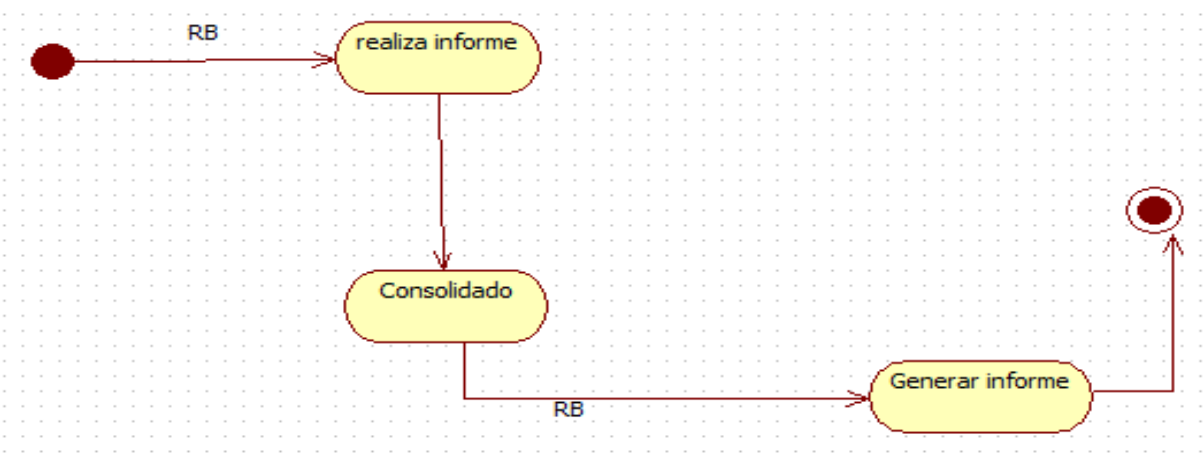 RB
realiza informe
Consolidado
Generar informe
RB